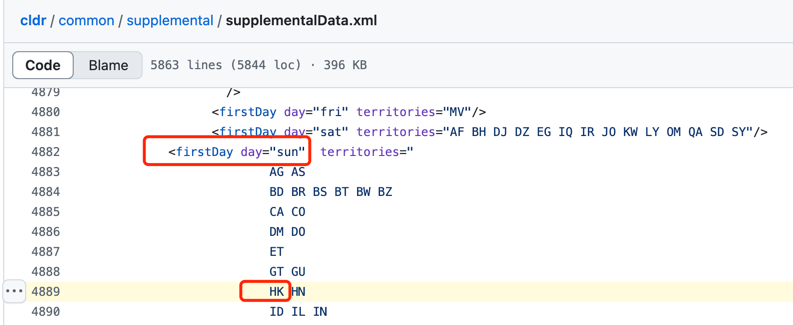 cldr / common / supplemental / supplementalData.xml
Code Blame 5863 lines (5844 loc) · 396 KB
4879 />
4880 <firstDay day="fri" territories="MV"/>
4881 <firstDay day="sat" territories="AF BH DJ DZ EG IQ IR JO KW LY OM QA SD SY"/>
4882 <firstDay day="sun" territories="
4883 AG AS
4884 BD BR BS BT BW BZ
4885 CA CO
4886 DM DO
4887 ET
4888 GT GU
4889 HK HN
4890 ID IL IN